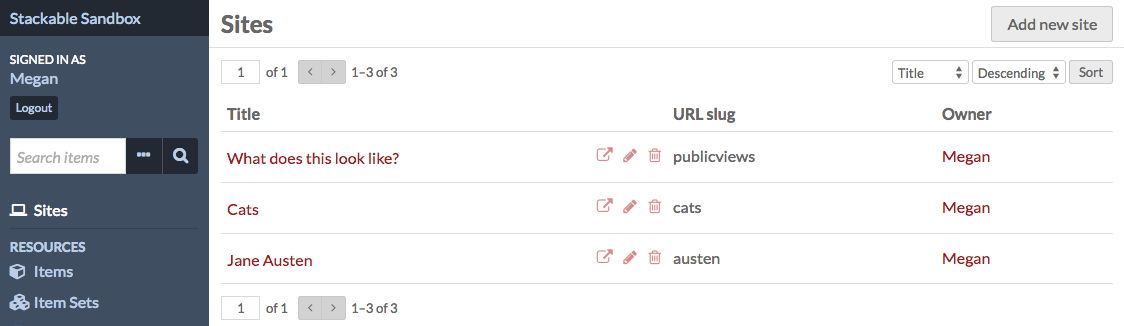 Stackable Sandbox
SIGNED IN AS
Megan
Logout
Search items
Sites
RESOURCES
Items
Item Sets
Sites
Add new site
1 of 1 < > 1–3 of 3
Title Descending Sort
Title URL slug Owner
What does this look like? publicviews Megan
Cats cats Megan
Jane Austen austen Megan
1 of 1 < > 1–3 of 3